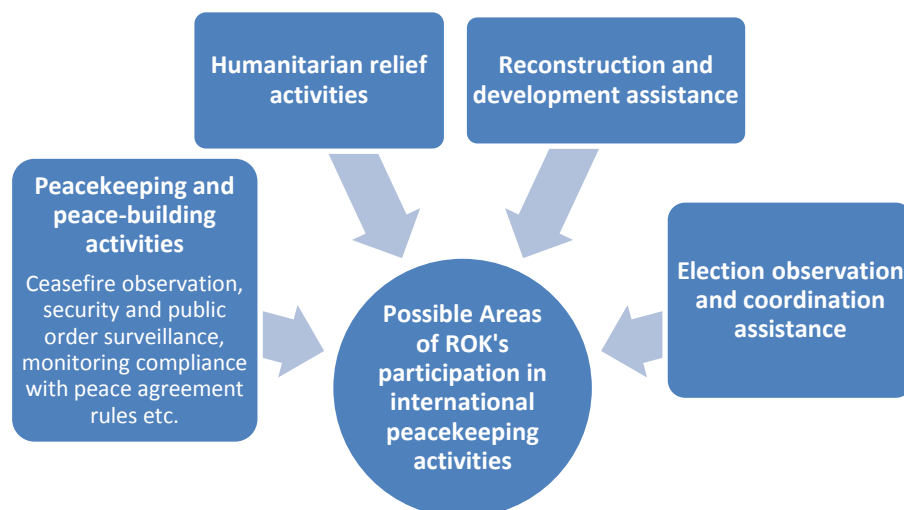 Humanitarian relief
activities
Reconstruction and
development assistance
Peacekeeping and
peace-building
activities
Ceasefire observation,
security and public
order surveillance,
monitoring compliance
with peace agreement
rules etc.
Election observation
and coordination
assistance
Possible Areas
of ROK's
participation in
international
peacekeeping
activities